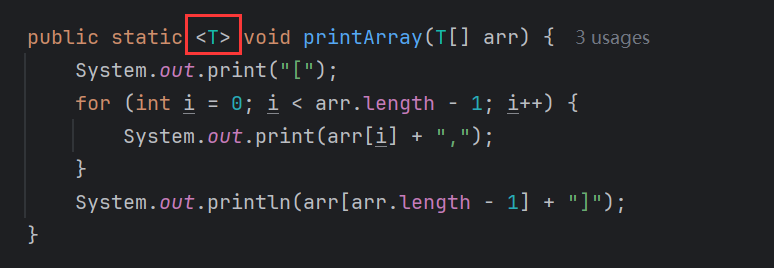 public static <T> void printArray(T[] arr) { 3 usages
System.out.print("[");
for (int i = 0; i < arr.length - 1; i++) {
System.out.print(arr[i] + ",");
}
System.out.println(arr[arr.length - 1] + "]");
}